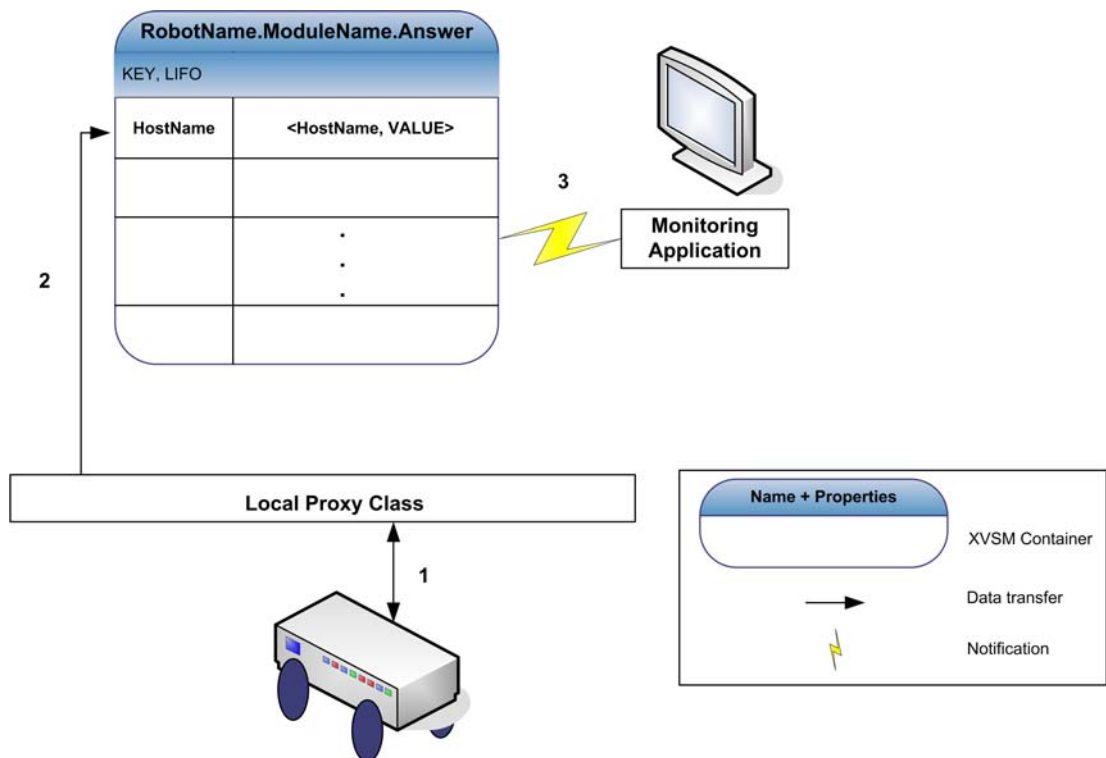 RobotName.ModuleName.Answer
KEY, LIFO
HostName
<HostName, VALUE>
3
Monitoring
Application
2
Local Proxy Class
1
Name + Properties
XVSM Container
Data transfer
Notification